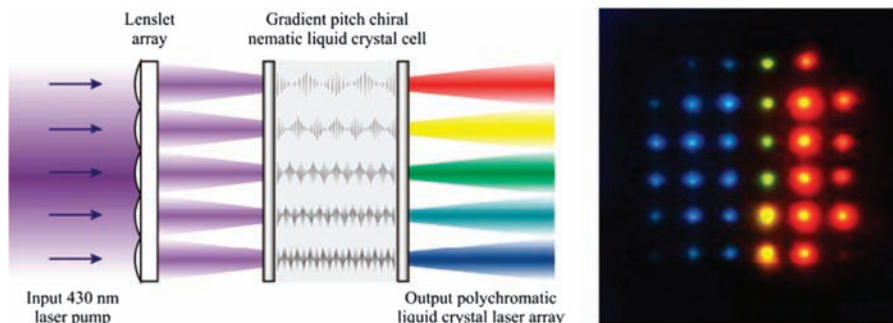 Lenslet
array
Gradient pitch chiral
nematic liquid crystal cell
Input 430 nm
laser pump
Output polychromatic
liquid crystal laser array